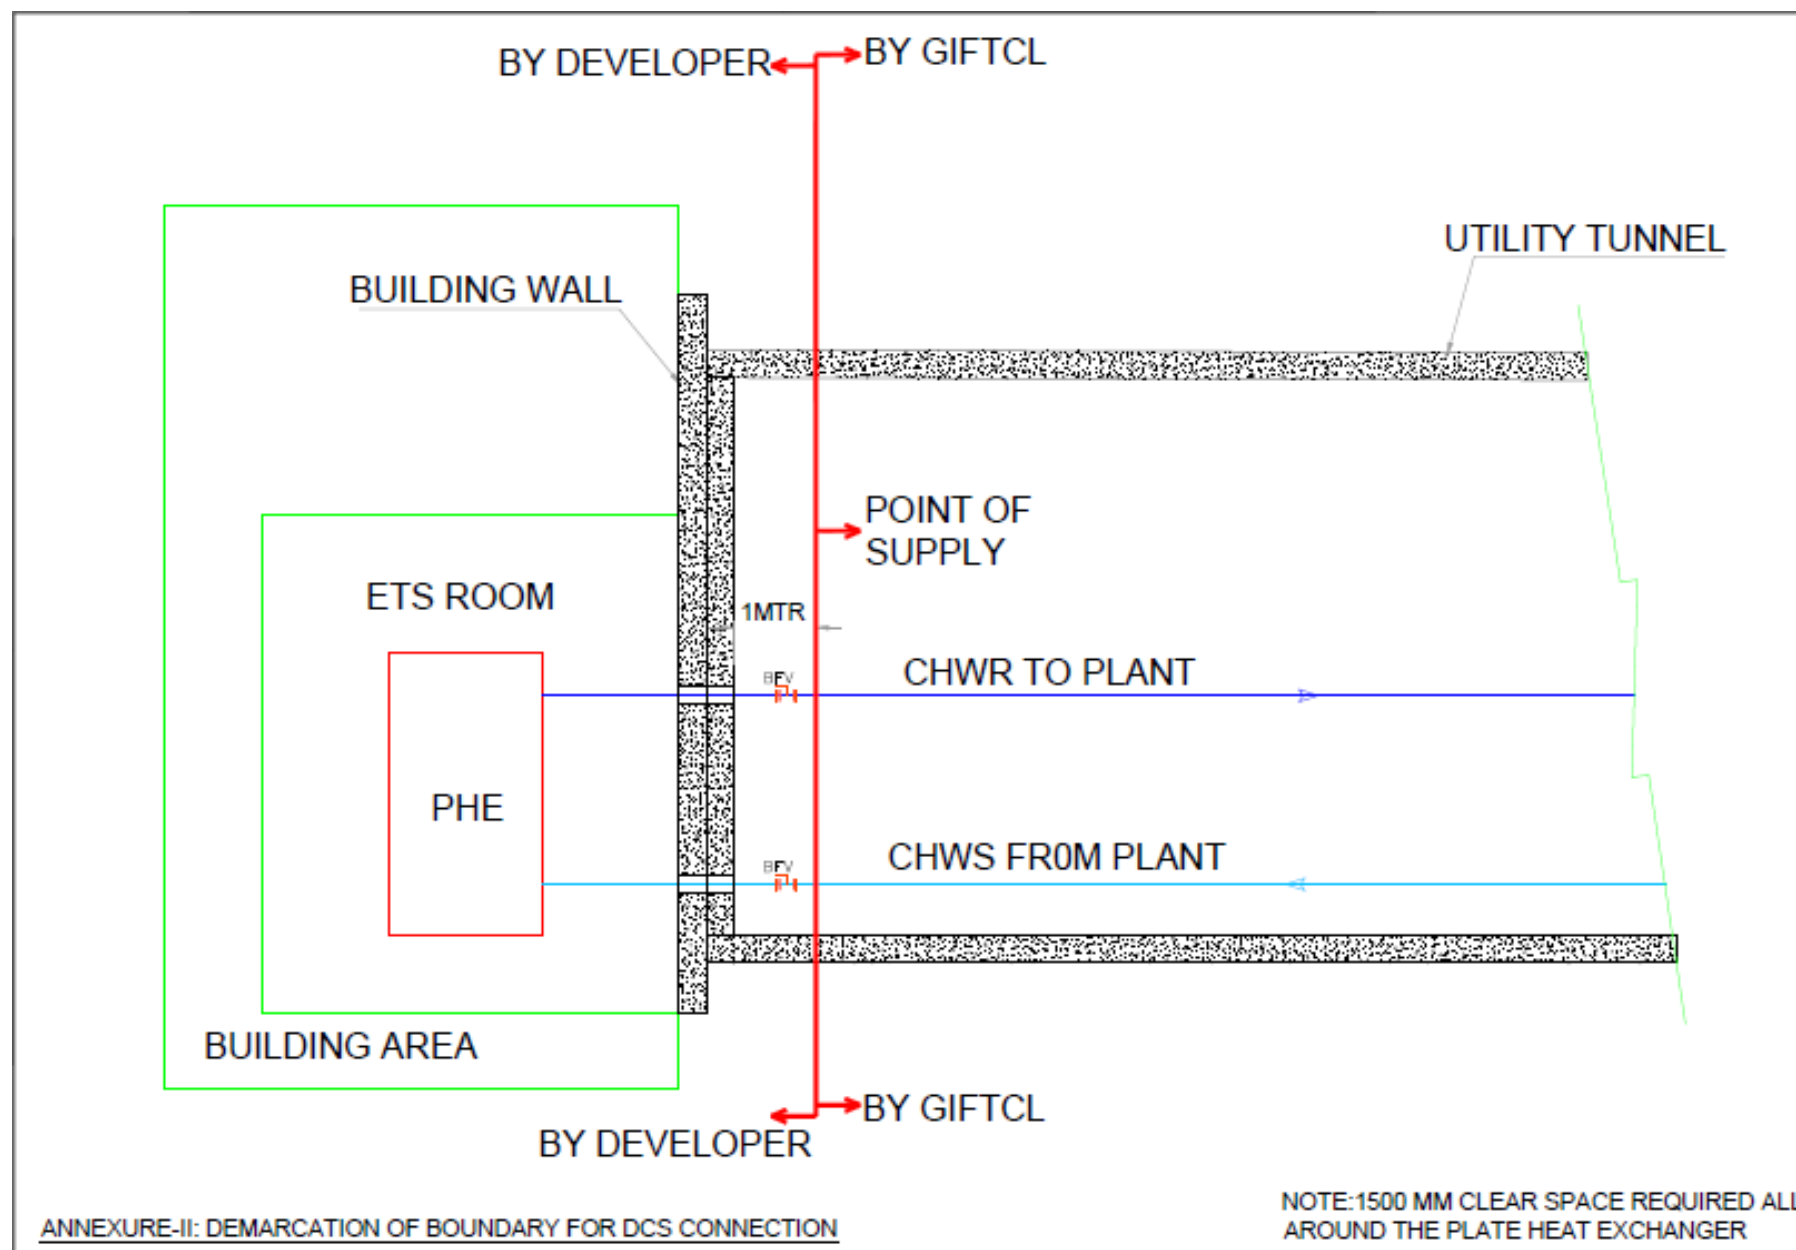 BY DEVELOPER
BY GIFTCL
UTILITY TUNNEL
BUILDING WALL
POINT OF
SUPPLY
ETS ROOM
1MTR
CHWR TO PLANT
BFV
PHE
CHWS FR0M PLANT
BFV
BUILDING AREA
BY GIFTCL
BY DEVELOPER
NOTE:1500 MM CLEAR SPACE REQUIRED ALL
AROUND THE PLATE HEAT EXCHANGER
ANNEXURE-II: DEMARCATION OF BOUNDARY FOR DCS CONNECTION